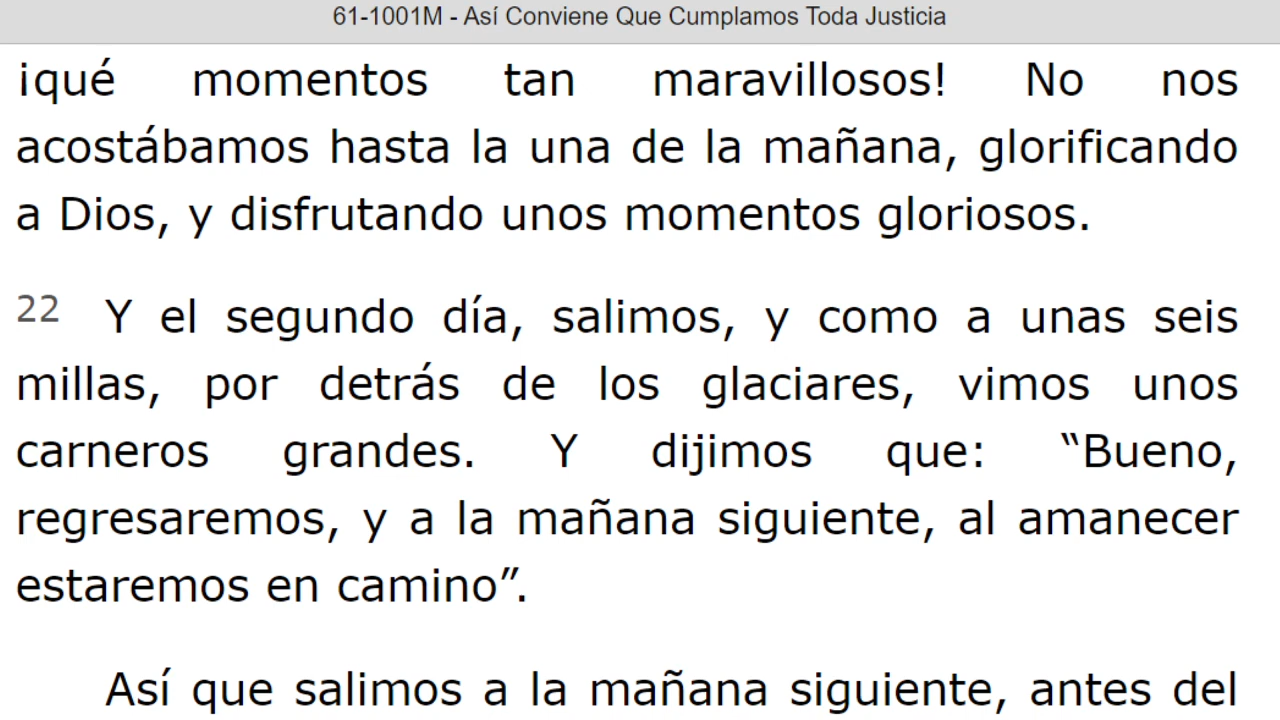 61-1001M - Así Conviene Que Cumplamos Toda Justicia
¡qué momentos tan maravillosos! No nos
acostábamos hasta la una de la mañana, glorificando
a Dios, y disfrutando unos momentos gloriosos.
22 Y el segundo día, salimos, y como a unas seis
millas, por detrás de los glaciares, vimos unos
carneros grandes. Y dijimos que: “Bueno,
regresaremos, y a la mañana siguiente, al amanecer
estaremos en camino”.
Así que salimos a la mañana siguiente, antes del